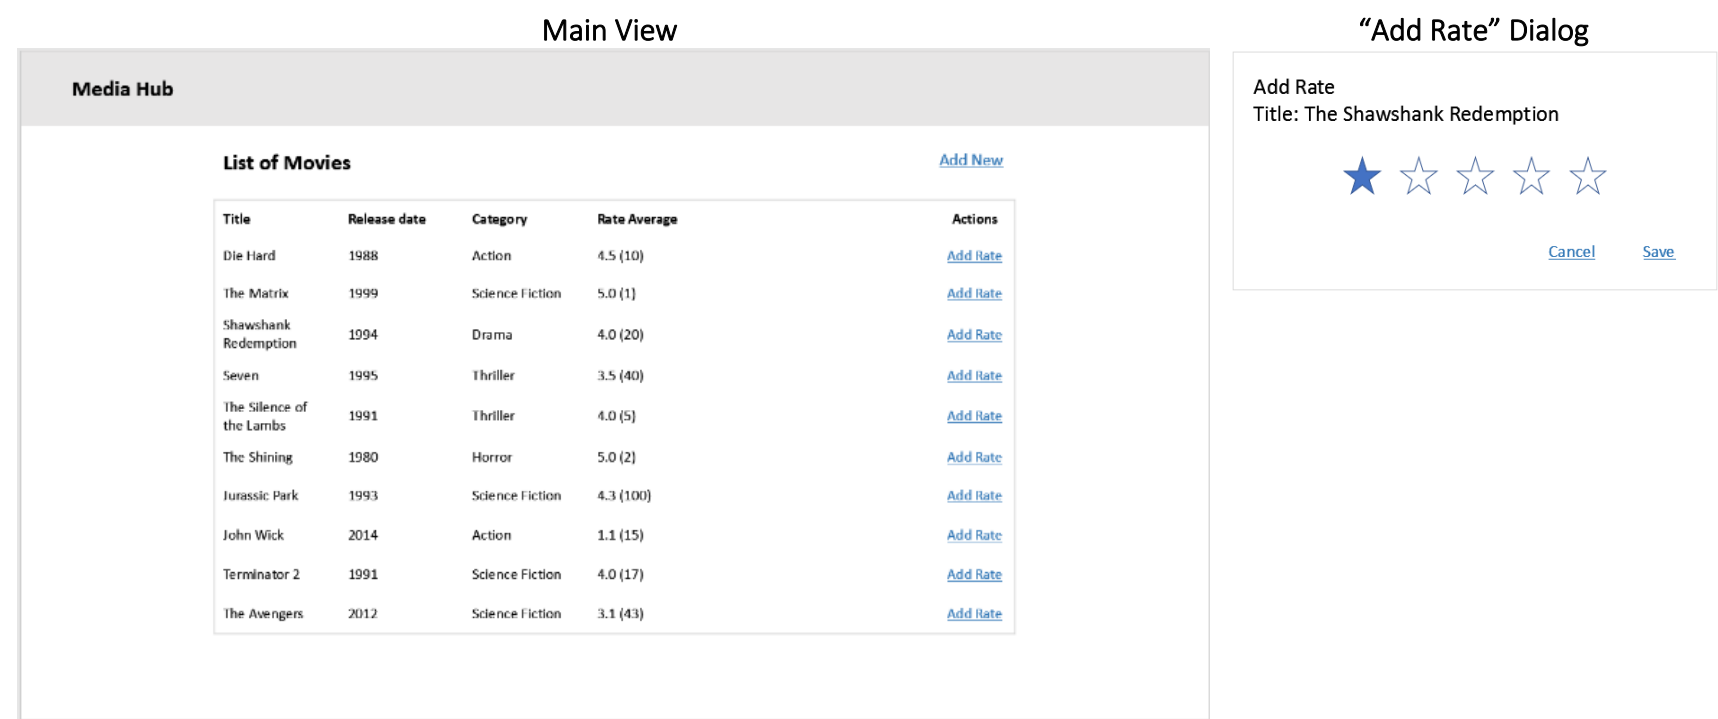 Main View
Media Hub
List of Movies Add New
Title Release date Category Rate Average Actions
Die Hard 1988 Action 4.5 (10) Add Rate
The Matrix 1999 Science Fiction 5.0 (1) Add Rate
Shawshank
Redemption 1994 Drama 4.0 (20) Add Rate
Seven 1995 Thriller 3.5 (40) Add Rate
The Silence of
the Lambs 1991 Thriller 4.0 (5) Add Rate
The Shining 1980 Horror 5.0 (2) Add Rate
Jurassic Park 1993 Science Fiction 4.3 (100) Add Rate
John Wick 2014 Action 1.1 (15) Add Rate
Terminator 2 1991 Science Fiction 4.0 (17) Add Rate
The Avengers 2012 Science Fiction 3.1 (43) Add Rate
“Add Rate” Dialog
Add Rate
Title: The Shawshank Redemption
Cancel Save